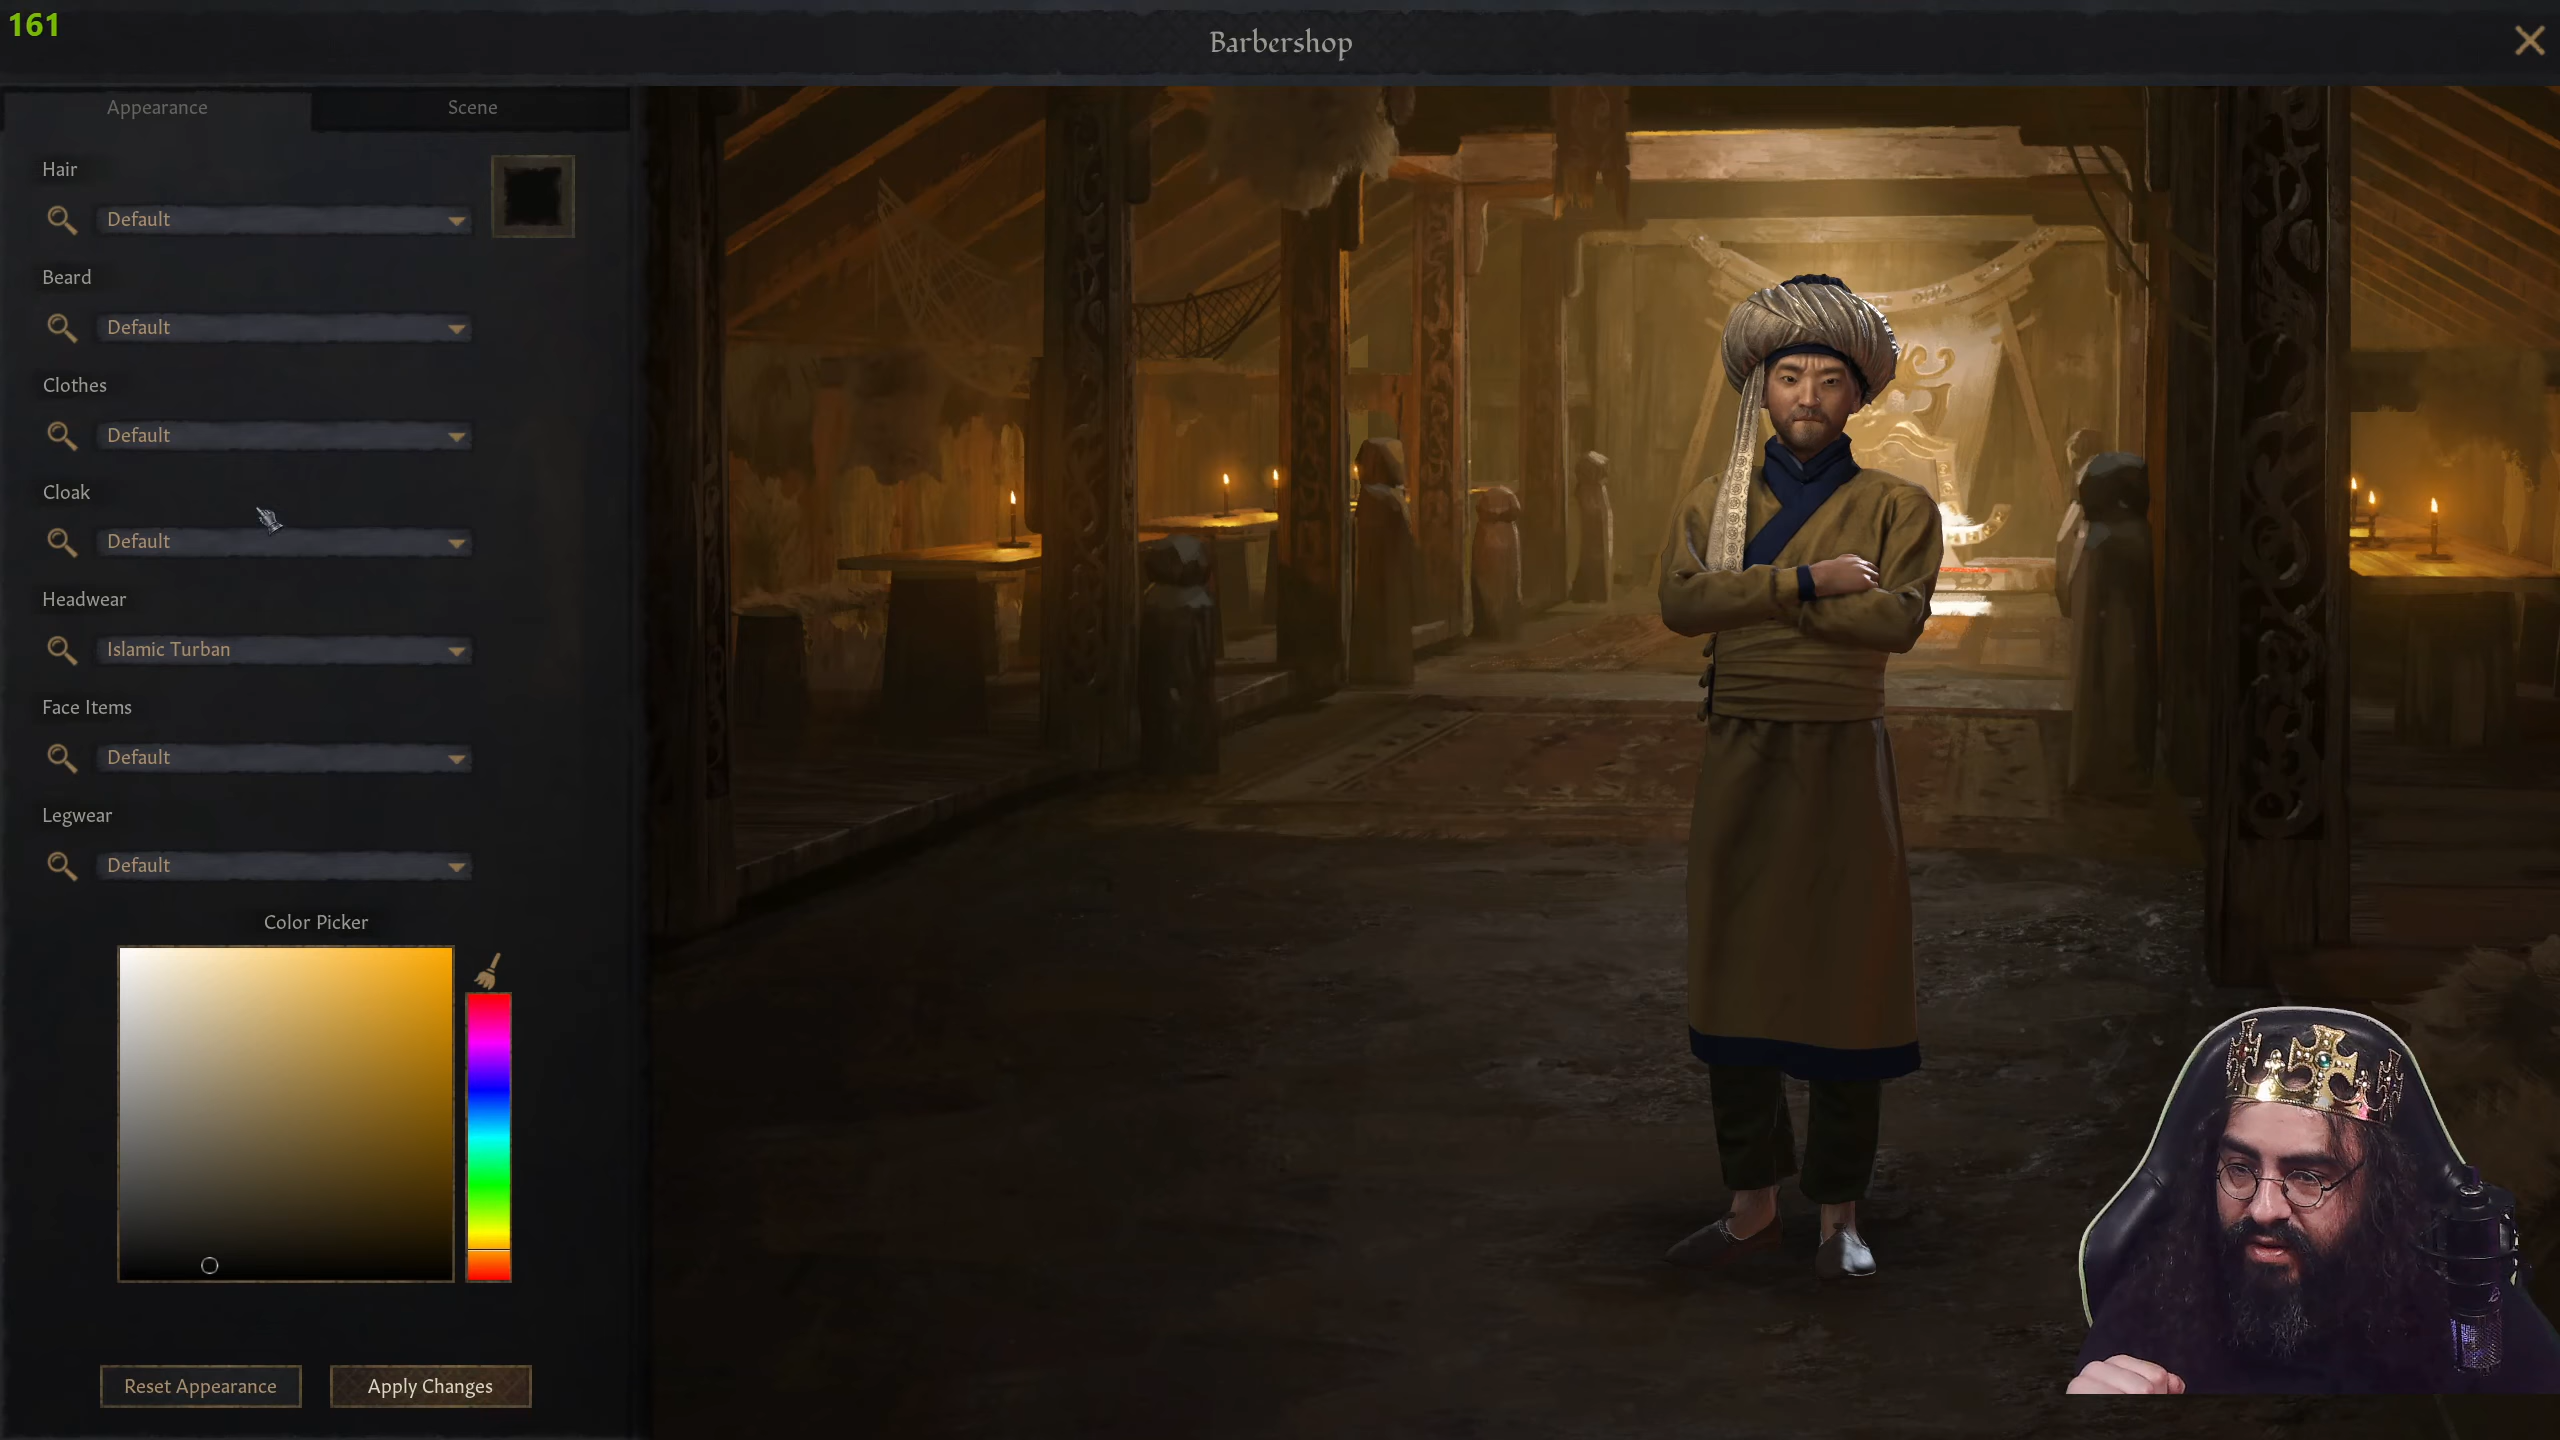 161
Barbershop
Appearance
Scene
Hair
Default
Beard
Default
Clothes
Default
Cloak
Default
Headwear
Islamic Turban
Face Items
Default
Legwear
Default
Color Picker
Reset Appearance
Apply Changes